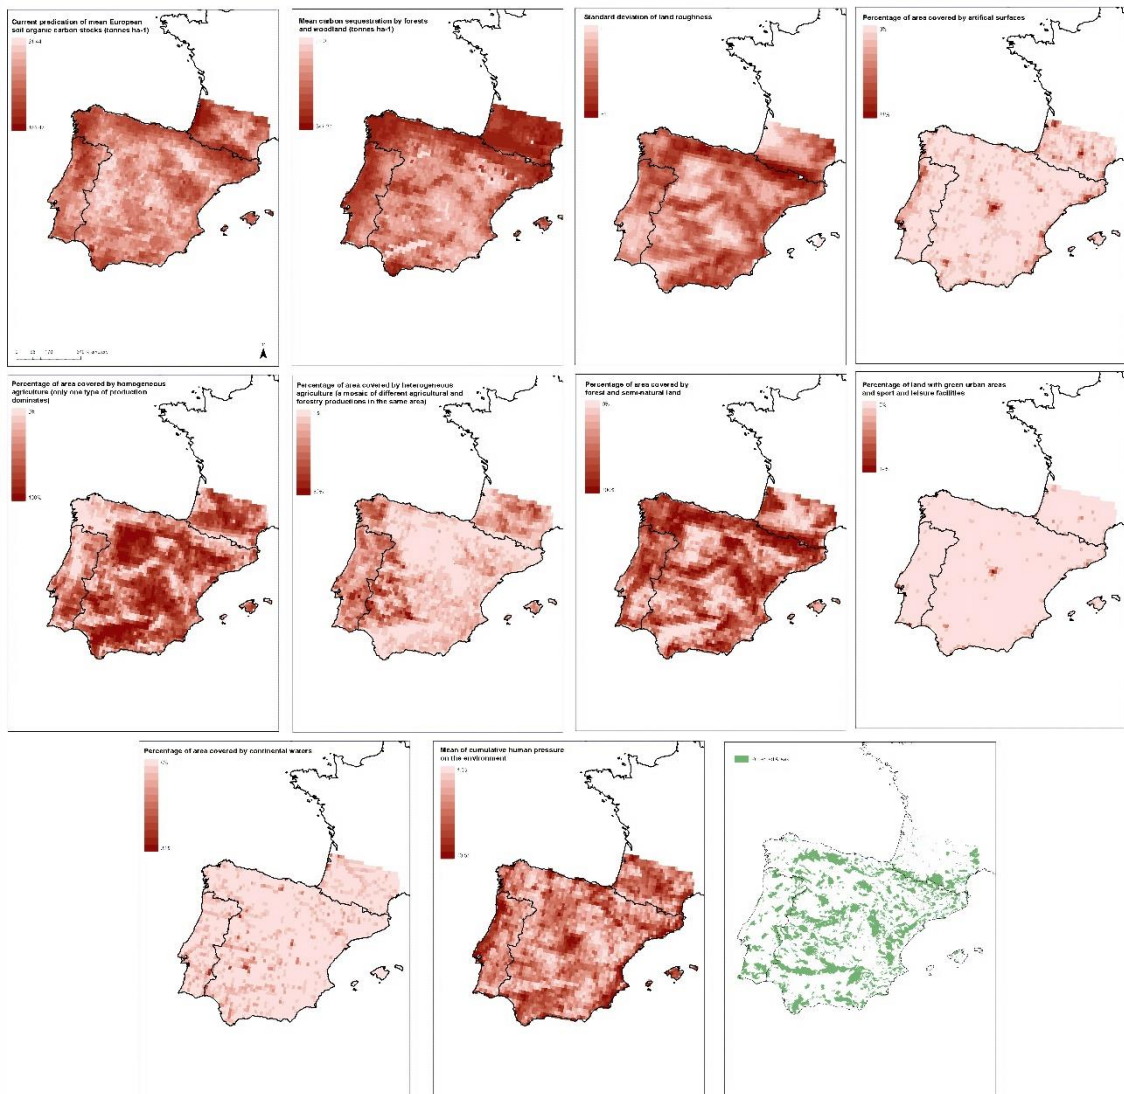 Current predication of mean European
soil organic carbon stocks (tonnes ha-1)
Mean carbon sequestration by forests
and woodland (tonnes ha-1)
Standard deviation of land roughness
Percentage of area covered by artifical surfaces
0%
Percentage of area covered by homogeneous
agriculture (only one type of production
dominates)
0%
100%
Percentage of area covered by heterogeneous
agriculture (a mosaic of different agricultural and
forestry productions in the same area)
Percentage of area covered by
forest and semi-natural land
0%
100%
Percentage of land with green urban areas
and sport and leisure facilities
0%
Percentage of area covered by continental waters
0%
Mean of cumulative human pressure
on the environment